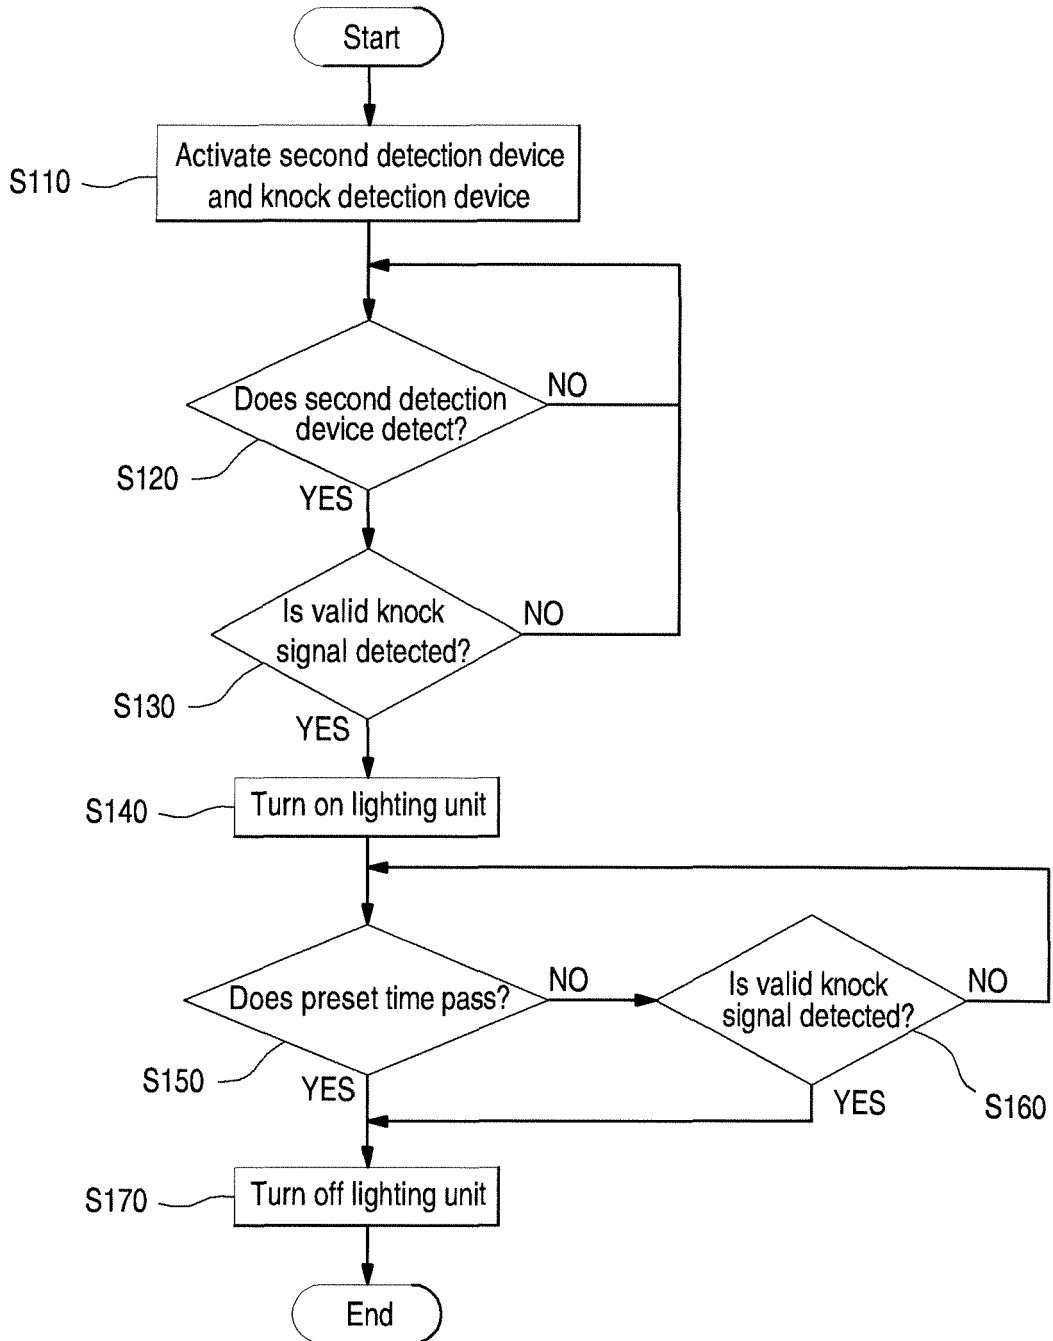 Start
S110
Activate second detection device
and knock detection device
Does second detection
device detect?
NO
S120
YES
Is valid knock
signal detected?
NO
S130
YES
S140
Turn on lighting unit
Does preset time pass?
NO
Is valid knock
signal detected?
NO
S150
YES
YES
S160
S170
Turn off lighting unit
End